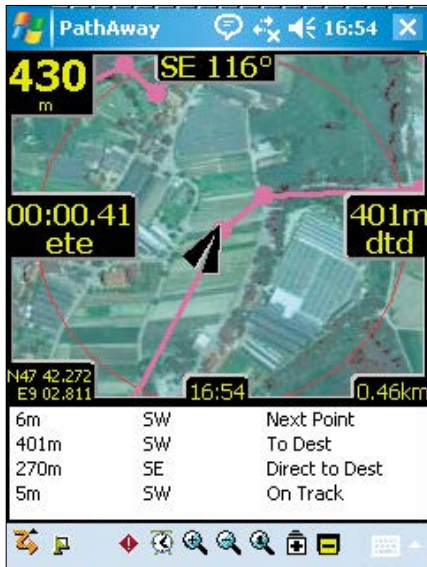 PathAway 16:54
430
m
SE 116°
00:00.41
ete
401m
dtd
N47 42.272
E9 02.811
16:54
0.46km
6m SW Next Point
401m SW To Dest
270m SE Direct to Dest
5m SW On Track